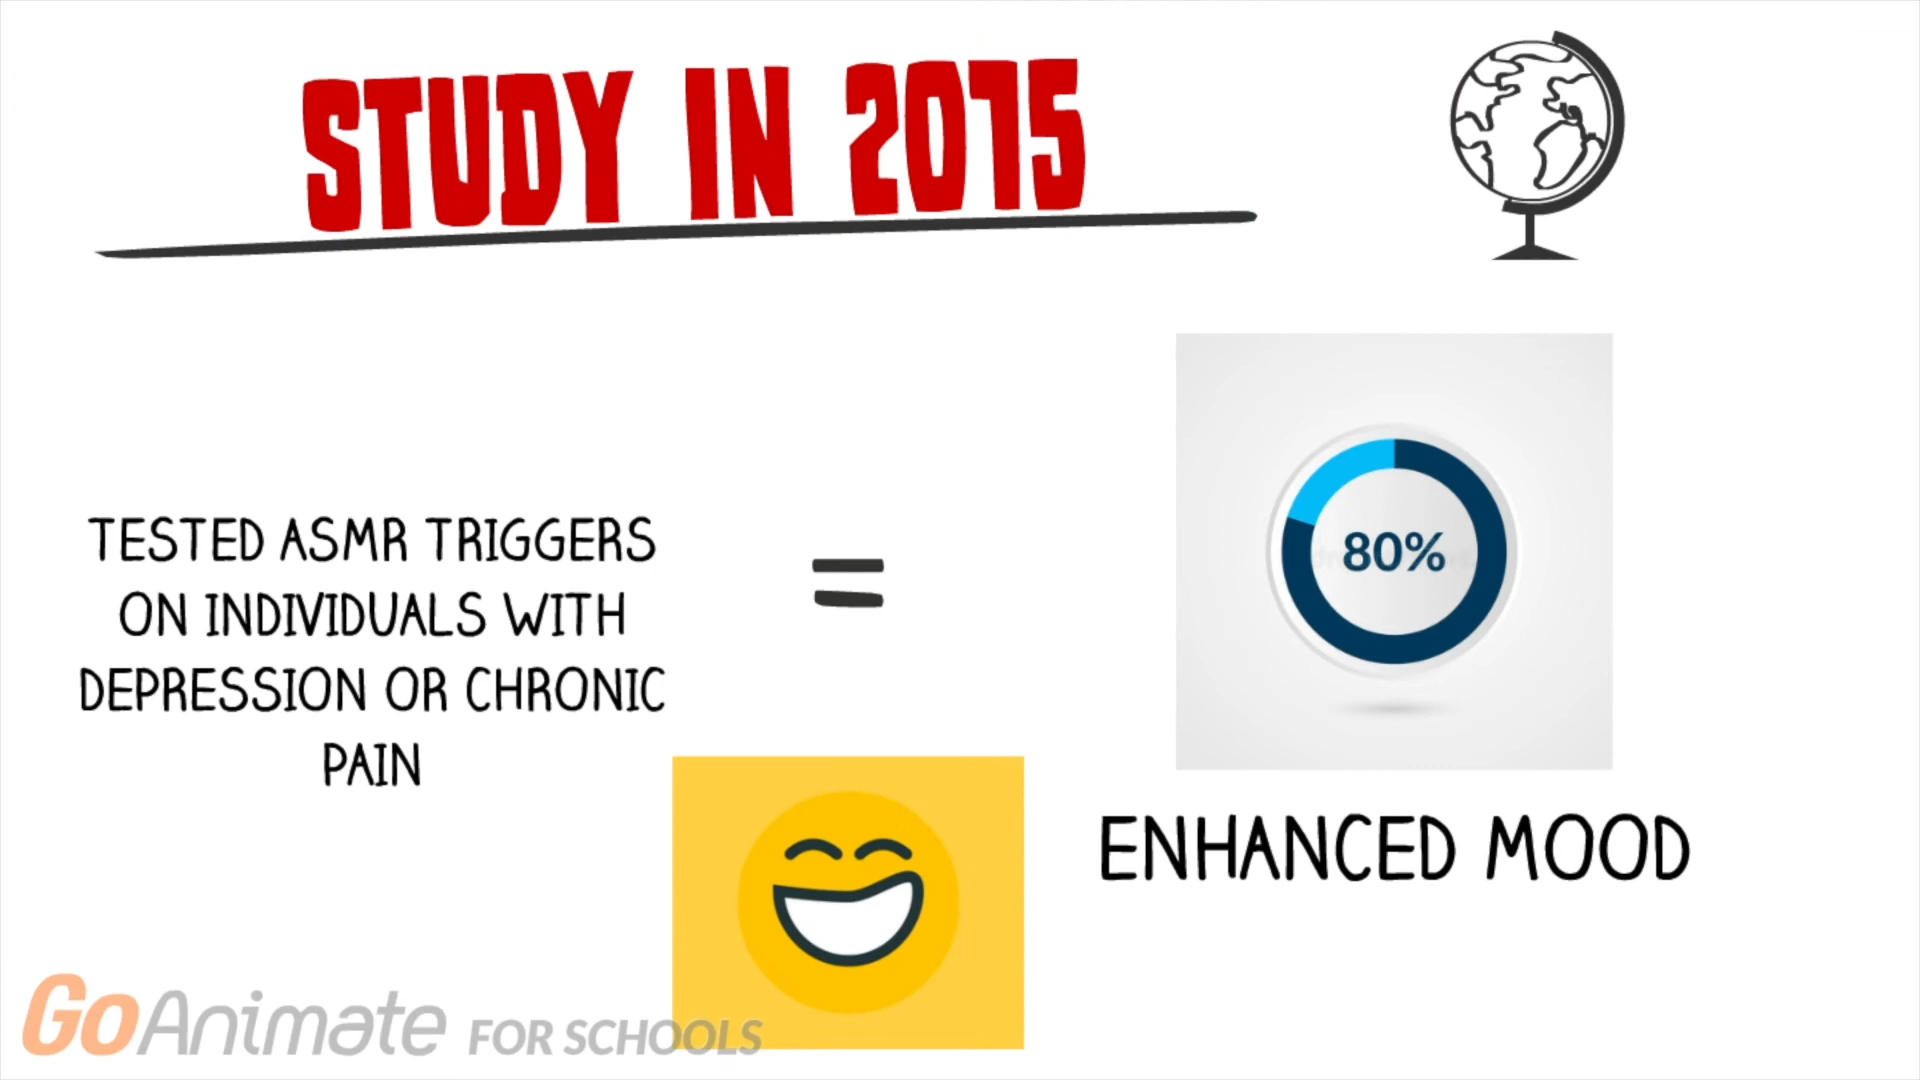 STUDY IN 2015
TESTED ASMR TRIGGERS
ON INDIVIDUALS WITH
DEPRESSION OR CHRONIC
PAIN
=
80%
ENHANCED MOOD
GoAnimate FOR SCHOOLS